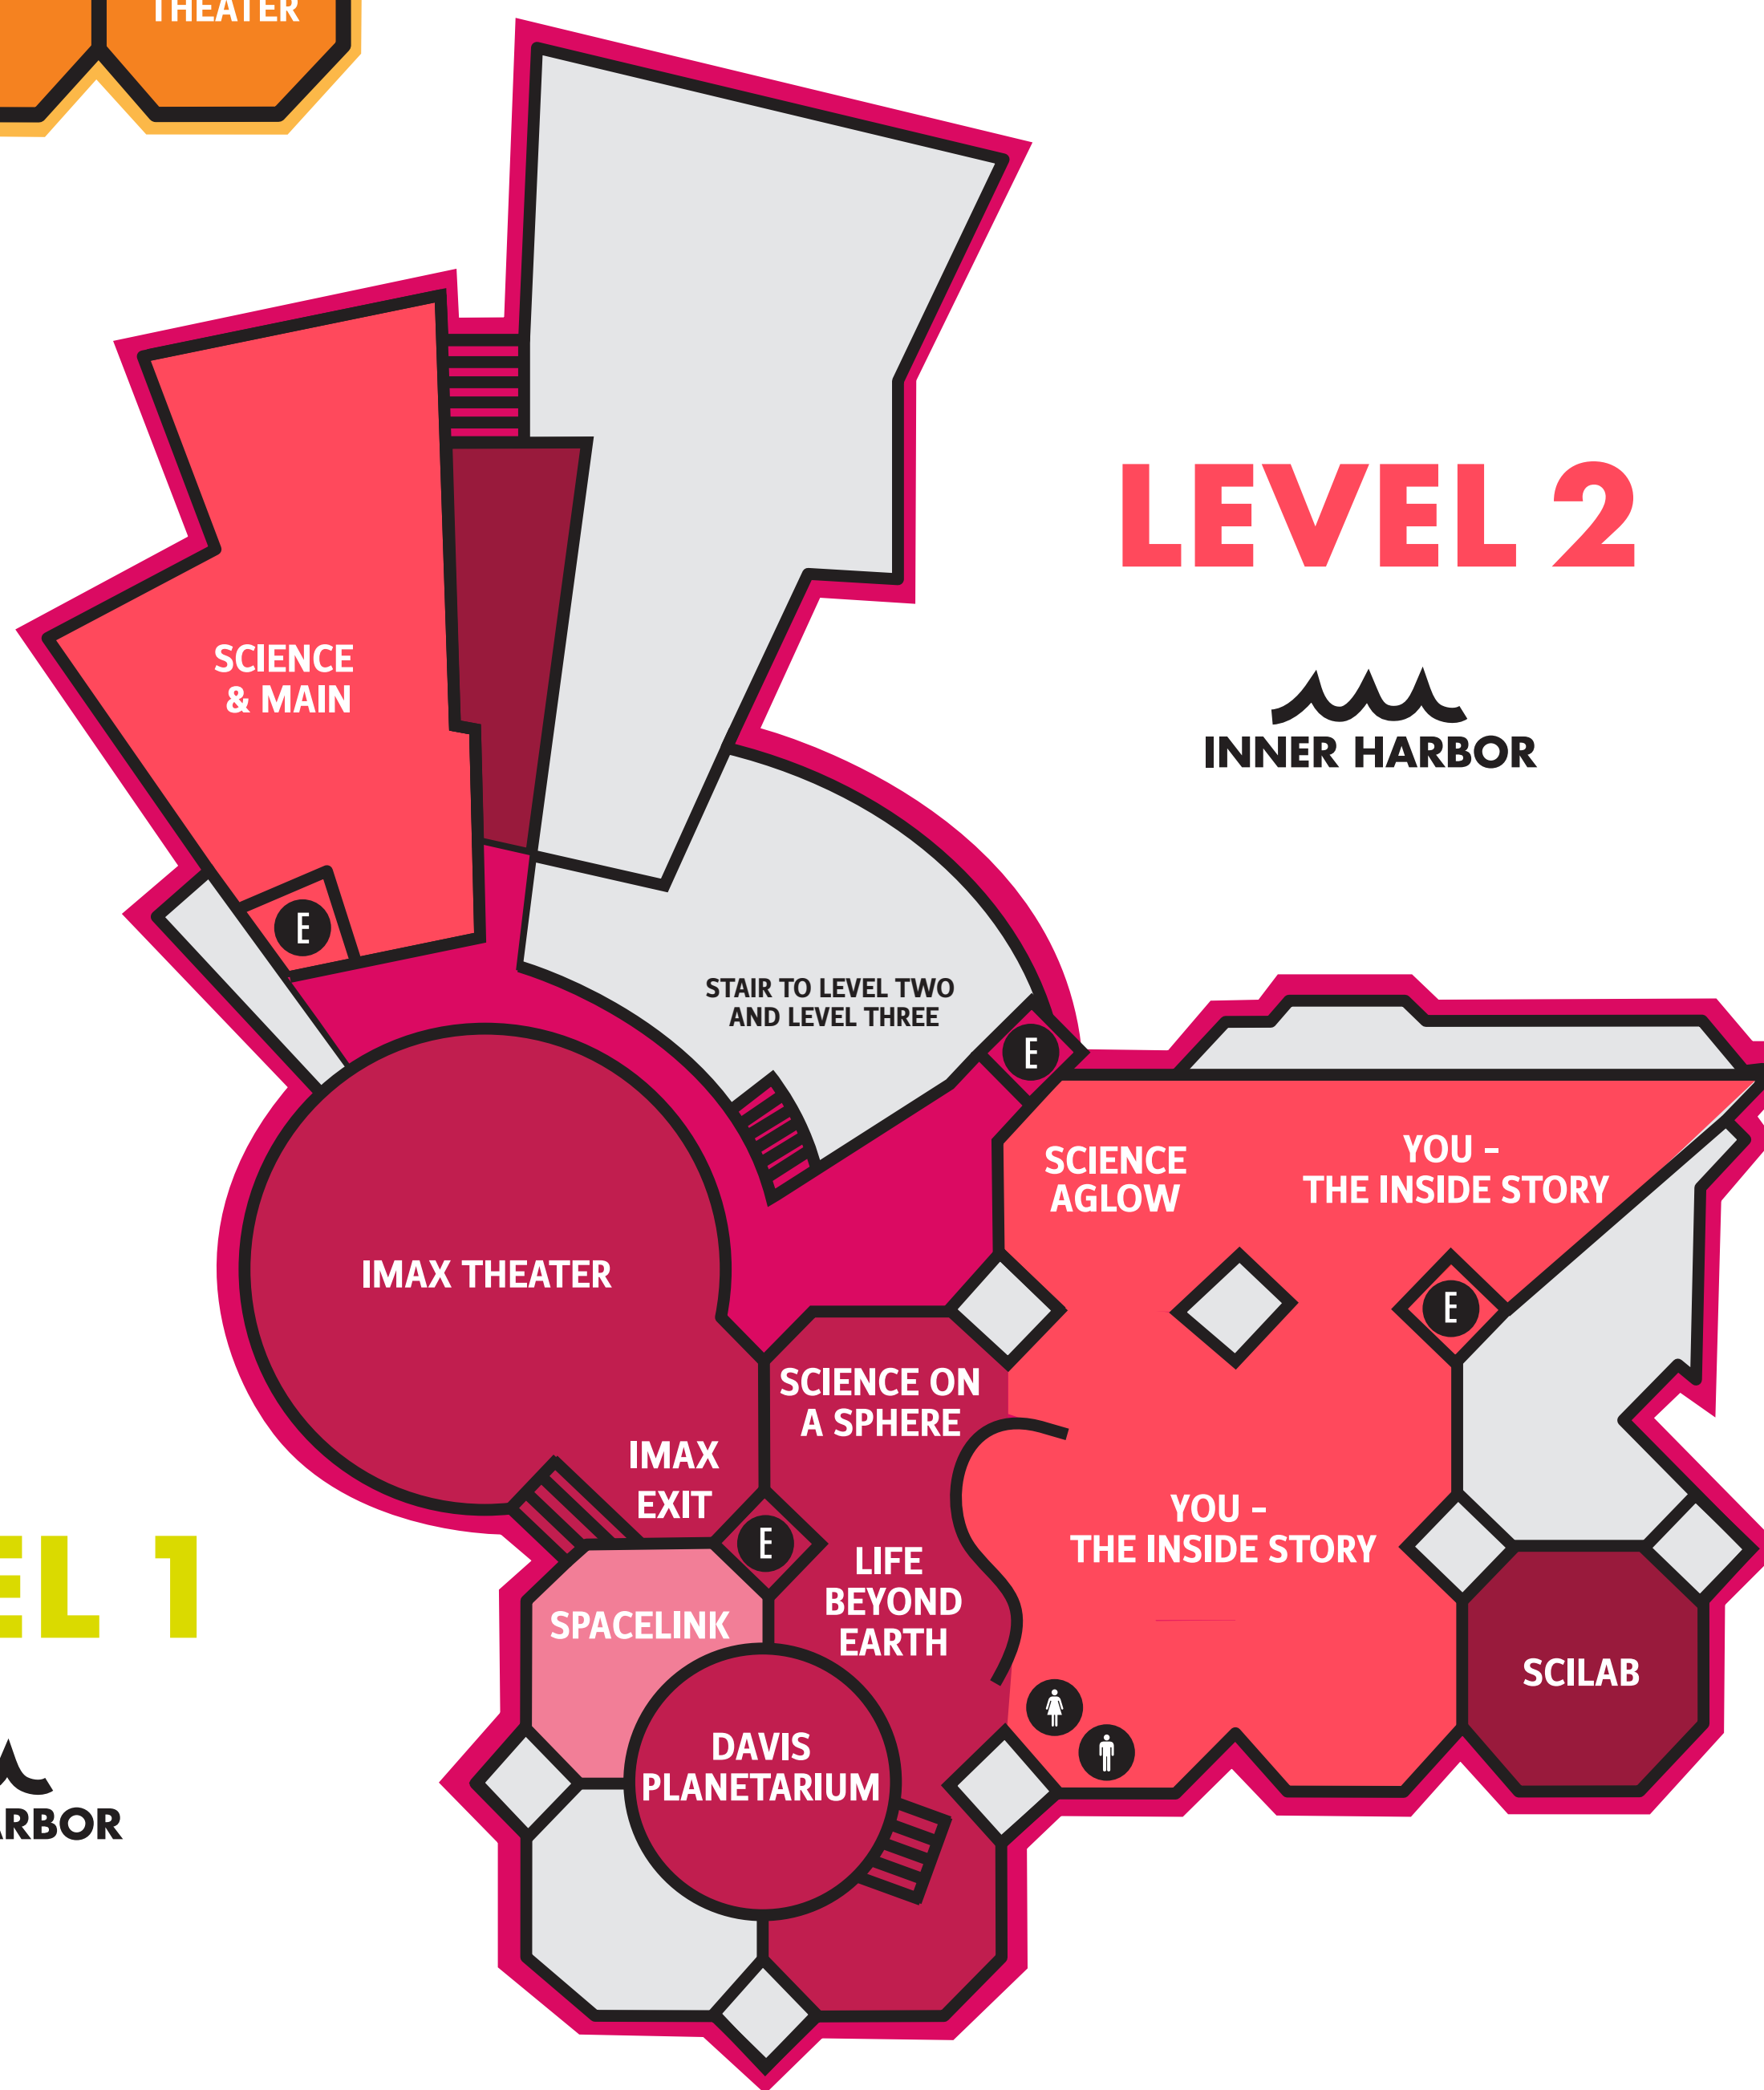 THEATER
LEVEL 2
INNER HARBOR
SCIENCE
& MAIN
E
STAIR TO LEVEL TWO
AND LEVEL THREE
E
SCIENCE
AGLOW
YOU -
THE INSIDE STORY
IMAX THEATER
E
SCIENCE ON
A SPHERE
IMAX
EXIT
E
YOU -
THE INSIDE STORY
LIFE
BEYOND
EARTH
SPACELINK
SCILAB
DAVIS
PLANETARIUM
EL 1
RBOR